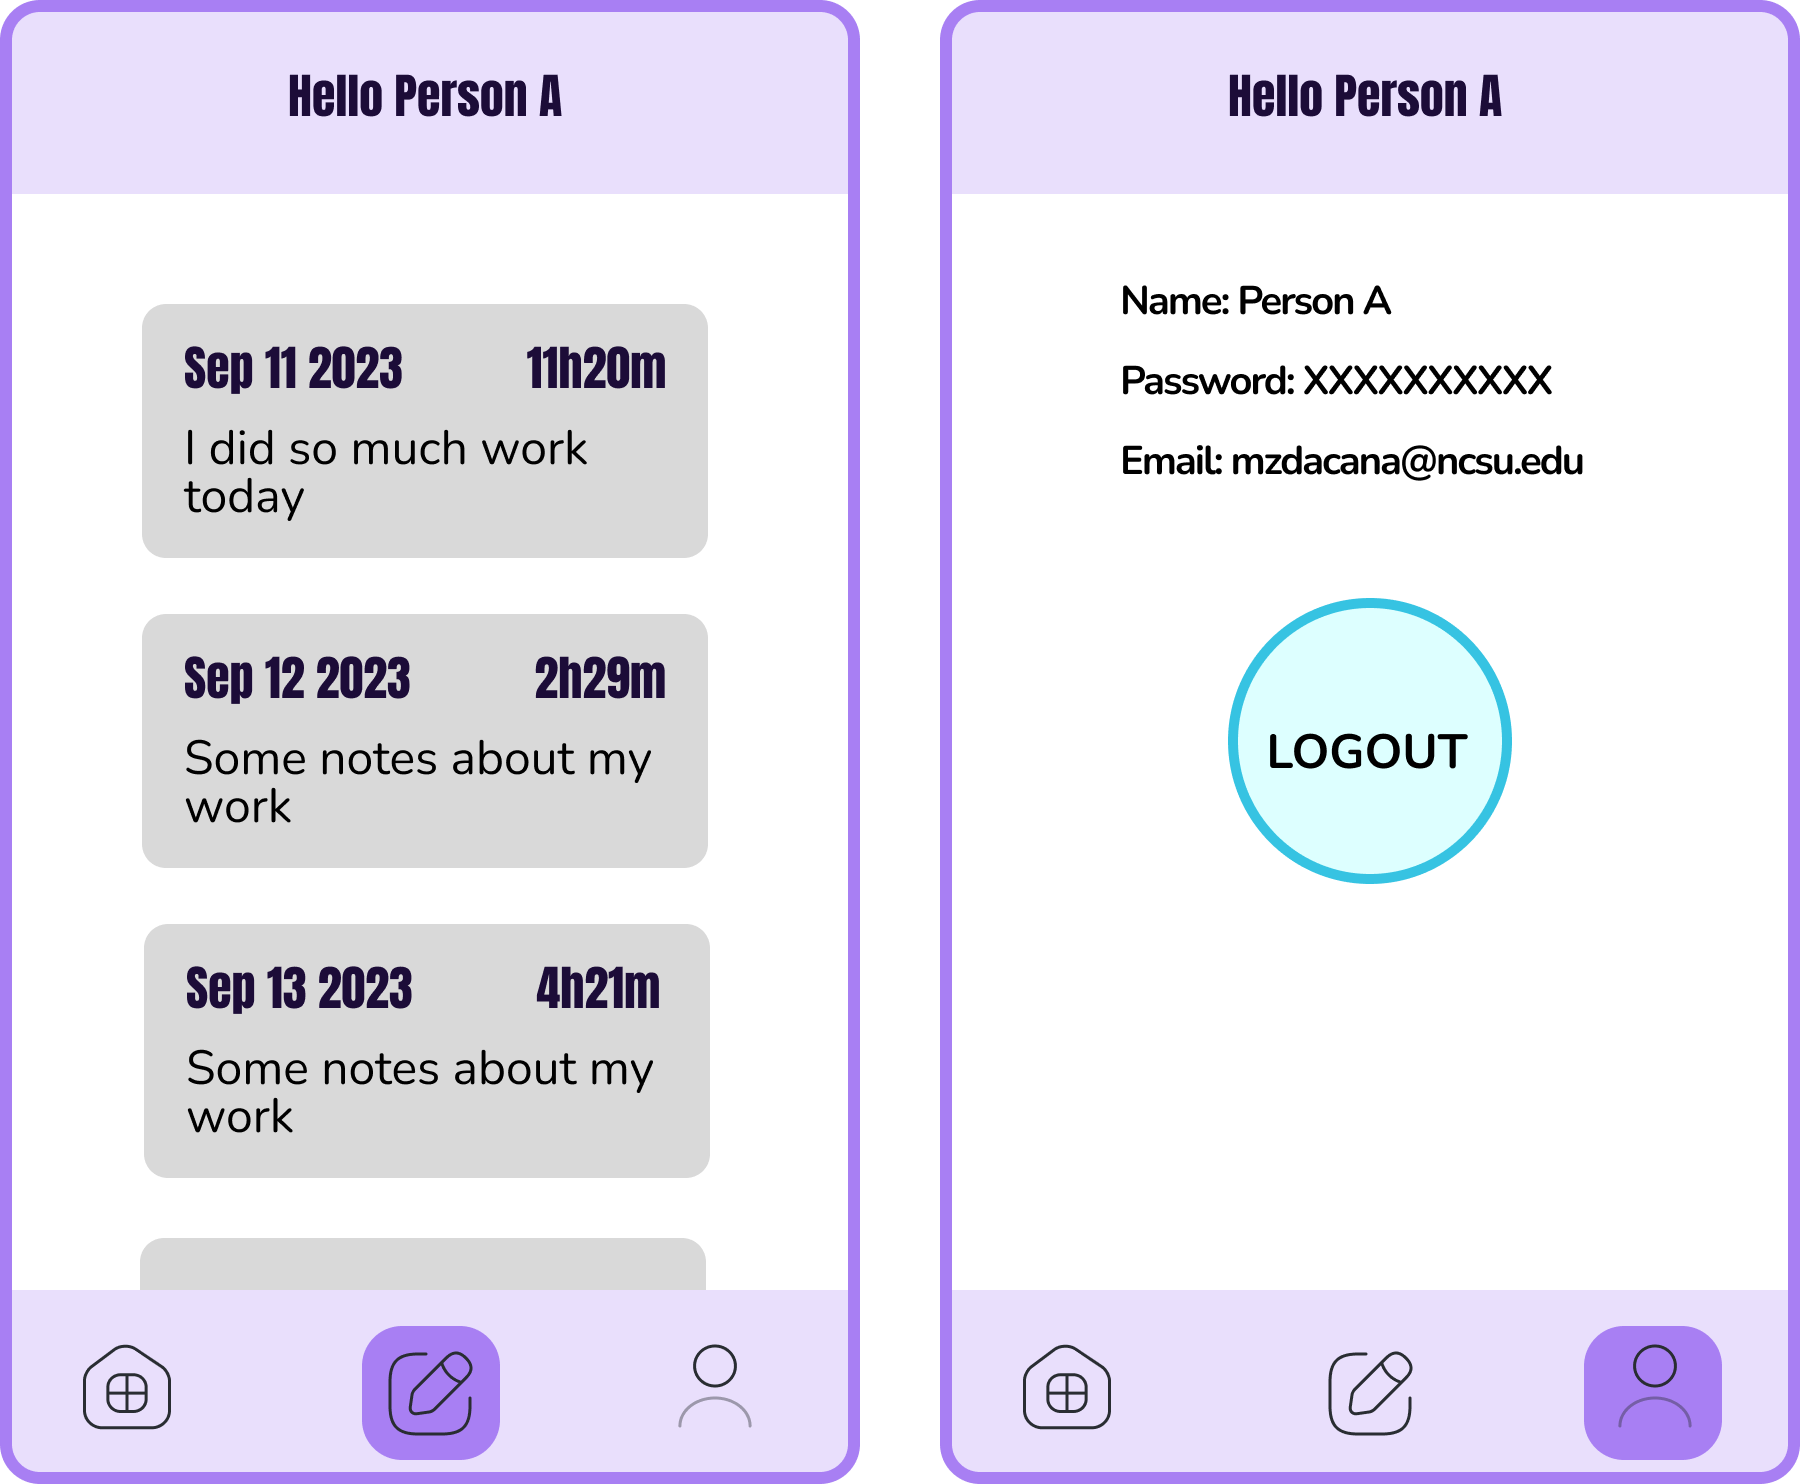 Hello Person A
Sep 11 2023 11h20m
I did so much work
today
Sep 12 2023 2h29m
Some notes about my
work
Sep 13 2023 4h21m
Some notes about my
work
Hello Person A
Name: Person A
Password: XXXXXXXXXX
Email: mzdacana@ncsu.edu
LOGOUT